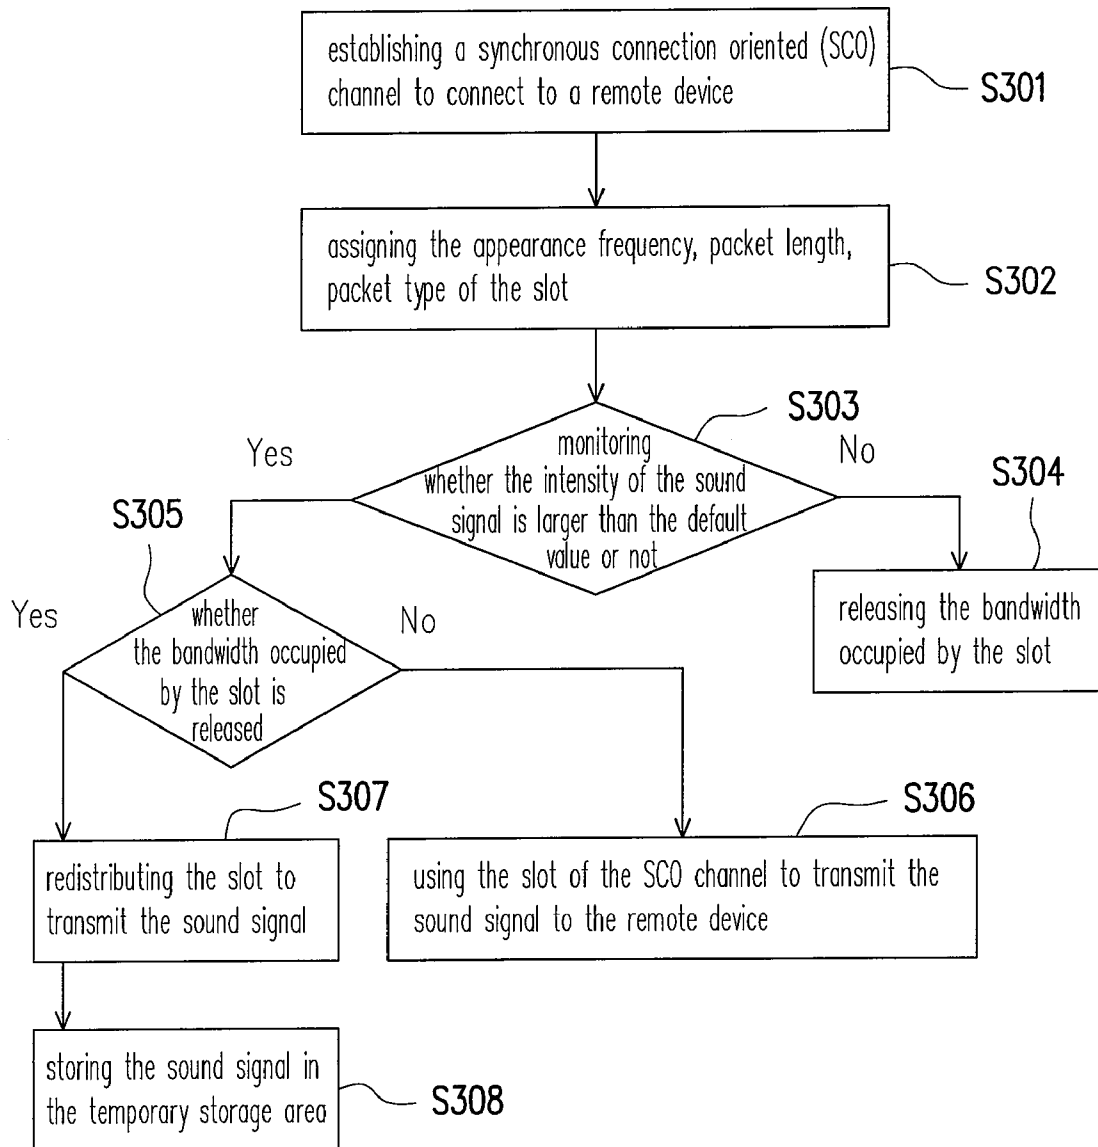 establishing a synchronous connection oriented (SCO)
channel to connect to a remote device
S301
assigning the appearance frequency, packet length,
packet type of the slot
S302
S303
monitoring
whether the intensity of the sound
signal is larger than the default
value or not
Yes
No
S304
releasing the bandwidth
occupied by the slot
S305
whether
the bandwidth occupied
by the slot is
released
Yes
No
S307
redistributing the slot to
transmit the sound signal
S306
using the slot of the SCO channel to transmit the
sound signal to the remote device
storing the sound signal in
the temporary storage area
S308